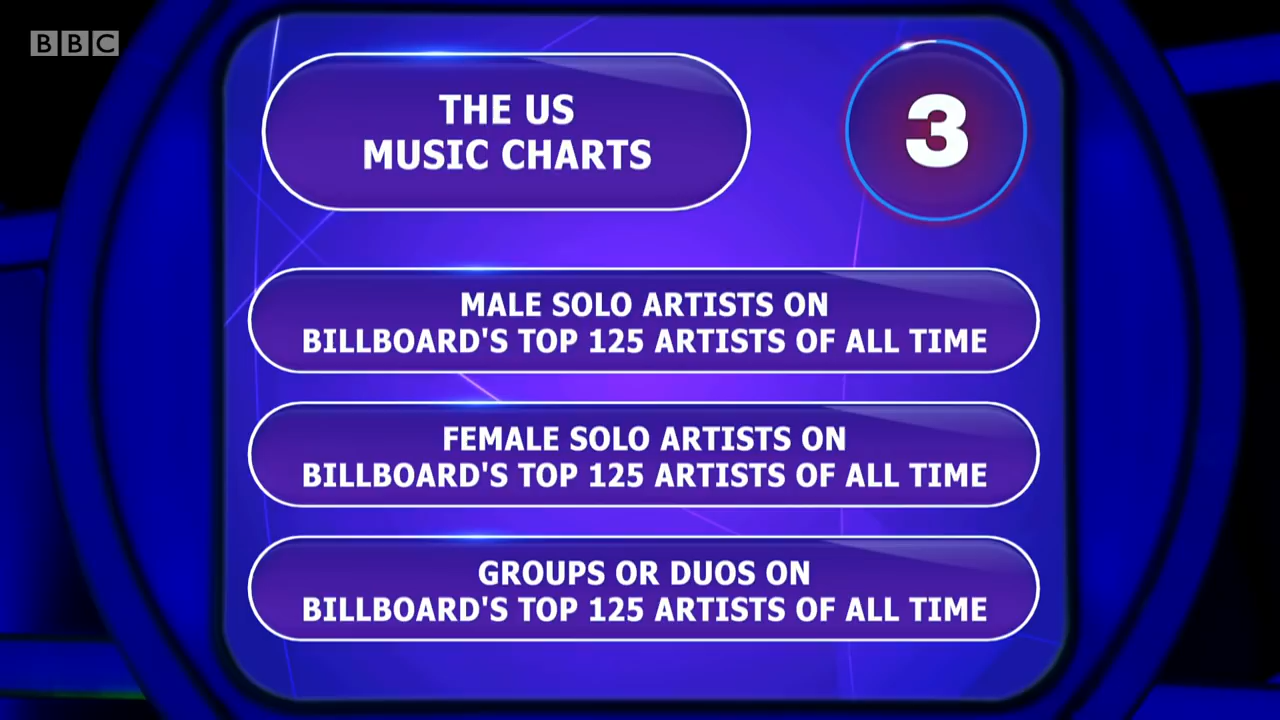 BBC
THE US
MUSIC CHARTS
3
MALE SOLO ARTISTS ON
BILLBOARD'S TOP 125 ARTISTS OF ALL TIME
FEMALE SOLO ARTISTS ON
BILLBOARD'S TOP 125 ARTISTS OF ALL TIME
GROUPS OR DUOS ON
BILLBOARD'S TOP 125 ARTISTS OF ALL TIME